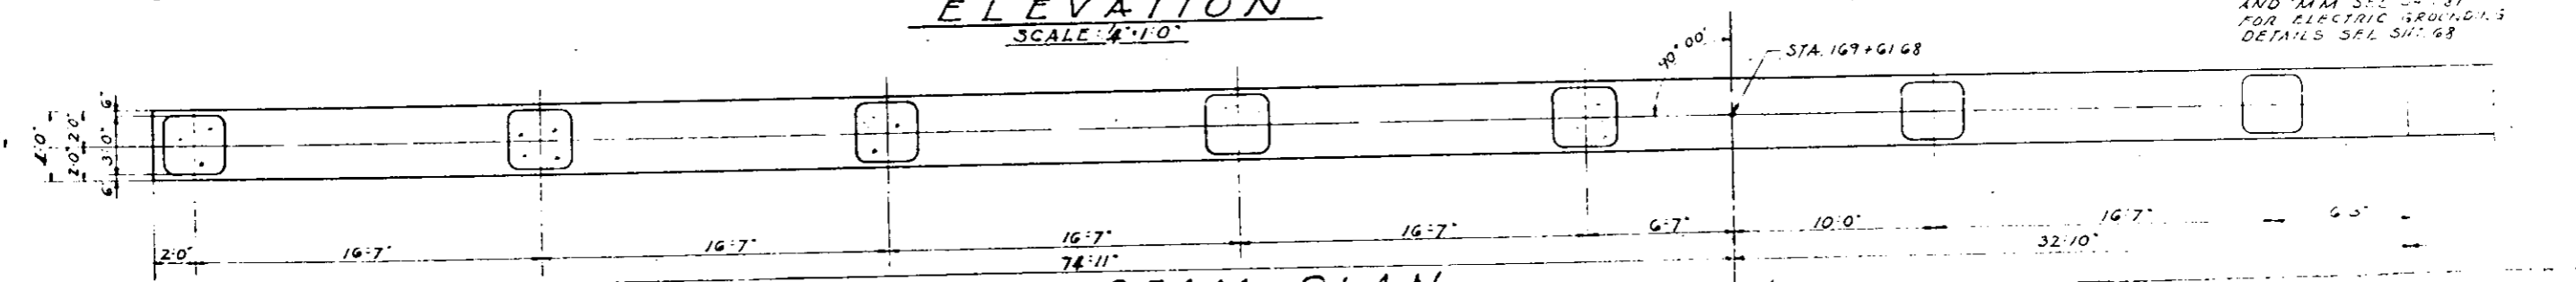 ELEVATION
SCALE: ¼"=1'-0"
FOR ELECTRIC GROUNDING
DETAILS SEE SHT. 68
90°00'
STA. 169+61.68
6"
4'-0"
2'-0" 2'-0"
3'-0"
6"
2'-0" 16'-7" 16'-7" 16'-7" 16'-7" 6'-7" 10'-0" 16'-7"
74'-11" 32'-10"
PLAN